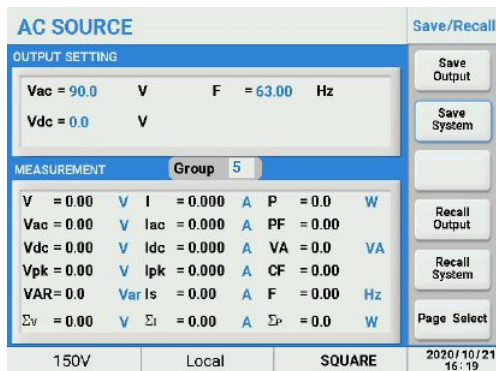 AC SOURCE
Save/Recall
OUTPUT SETTING
Vac = 90.0 V F = 63.00 Hz
Vdc = 0.0 V
Save Output
Save System
MEASUREMENT Group 5
V = 0.00 V I = 0.000 A P = 0.0 W
Vac = 0.00 V Iac = 0.000 A PF = 0.00
Vdc = 0.00 V Idc = 0.000 A VA = 0.0 VA
Vpk = 0.00 V Ipk = 0.000 A CF = 0.00
VAR= 0.0 Var Is = 0.00 A F = 0.00 Hz
Σv = 0.00 V ΣI = 0.00 A ΣP = 0.0 W
Recall Output
Recall System
Page Select
150V Local SQUARE
2020/10/21
16:19